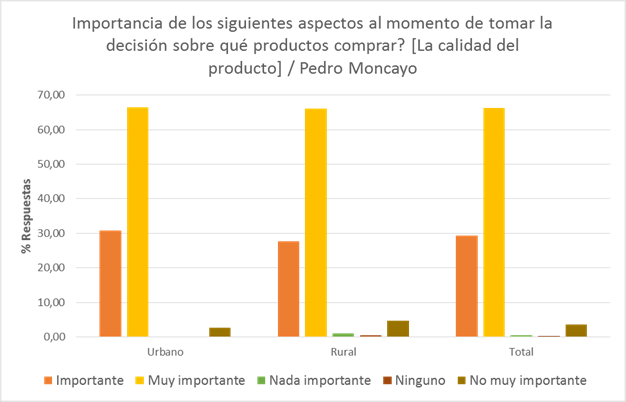 Importancia de los siguientes aspectos al momento de tomar la
decisión sobre qué productos comprar? [La calidad del
producto] / Pedro Moncayo
70,00
60,00
50,00
40,00
30,00
20,00
10,00
0,00
% Respuestas
Urbano Rural Total
Importante Muy importante Nada importante Ninguno No muy importante